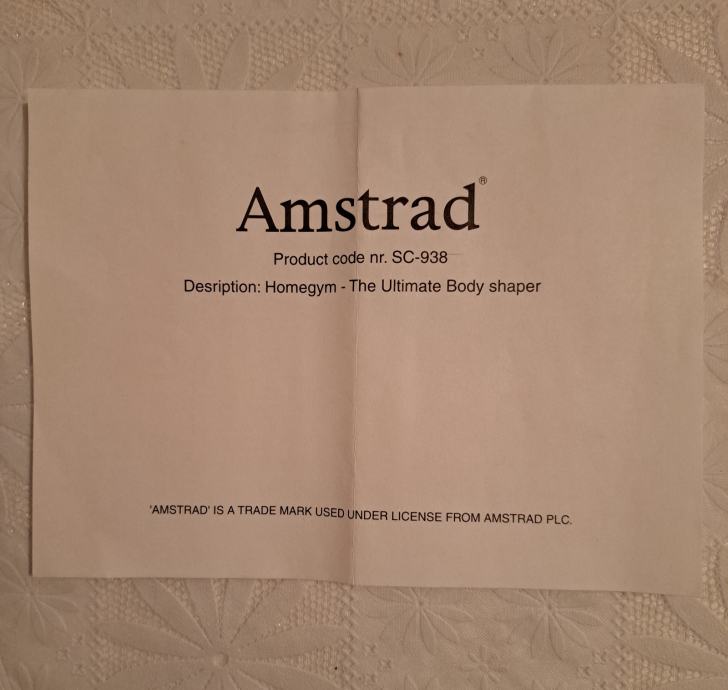 Amstrad®
Product code nr. SC-938
Desription: Homegym - The Ultimate Body shaper
'AMSTRAD' IS A TRADE MARK USED UNDER LICENSE FROM AMSTRAD PLC.